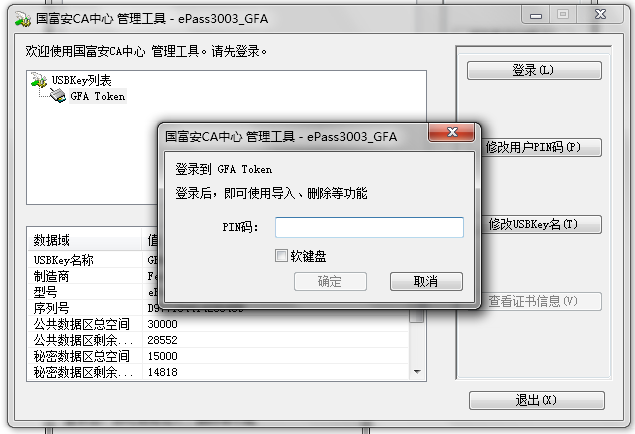 国富安CA中心 管理工具 - ePass3003_GFA
欢迎使用国富安CA中心 管理工具。请先登录。
USBKey列表
GFA Token
登录(L)
修改用户PIN码(P)
修改USBKey名(T)
查看证书信息(V)
退出(X)
国富安CA中心 管理工具 - ePass3003_GFA
登录到 GFA Token
登录后，即可使用导入、删除等功能
PIN码：
软键盘
确定
取消
数据域
USBKey名称
制造商
型号
序列号
公共数据区总空间 30000
公共数据区剩余... 28552
秘密数据区总空间 15000
秘密数据区剩余... 14818